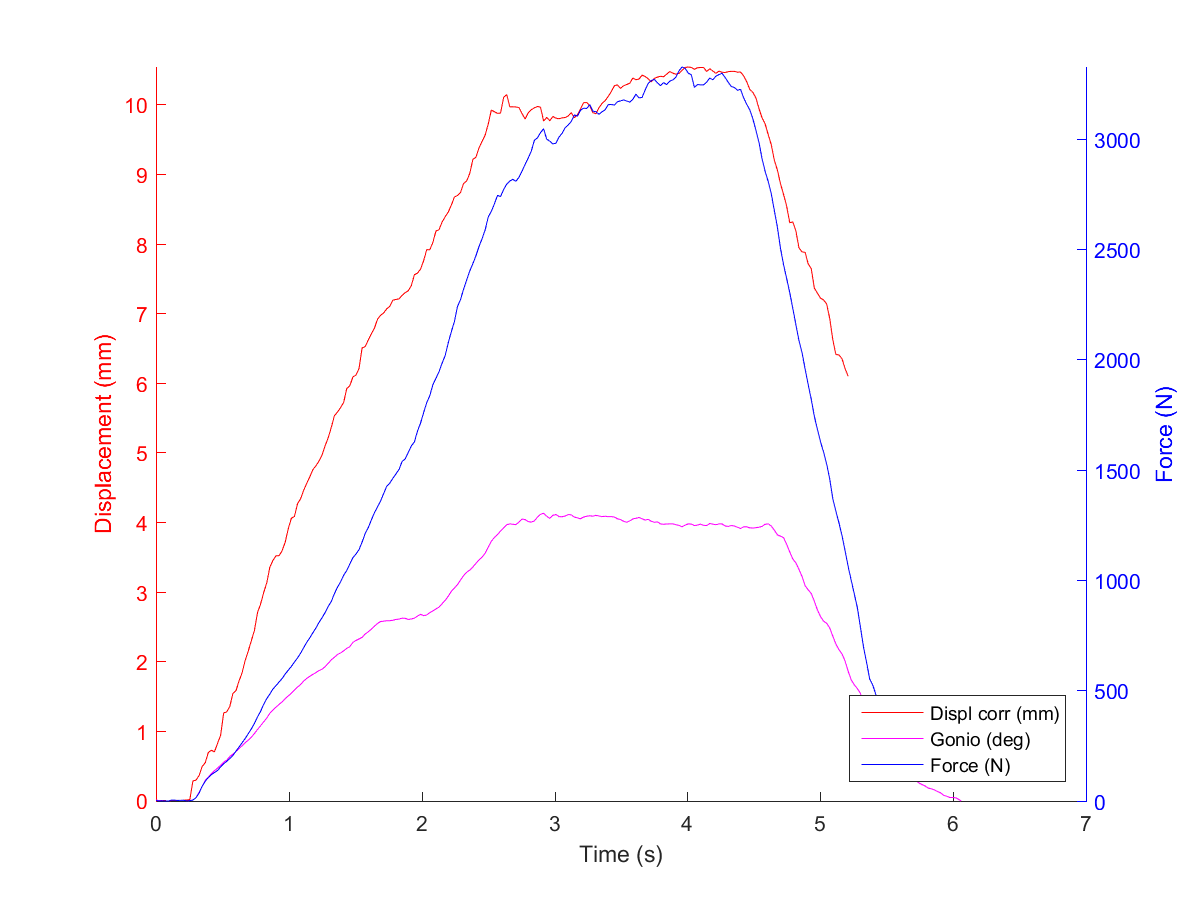 10
9
8
7
6
5
4
3
2
1
0
Displacement (mm)
3000
2500
2000
1500
1000
500
0
Force (N)
Displ corr (mm)
Gonio (deg)
Force (N)
0 1 2 3 4 5 6 7
Time (s)